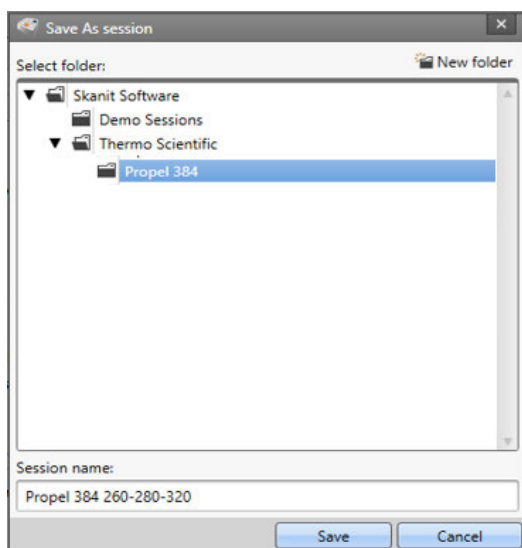 Save As session
Select folder:
New folder
Skanit Software
Demo Sessions
Thermo Scientific
Propel 384
Session name:
Propel 384 260-280-320
Save
Cancel